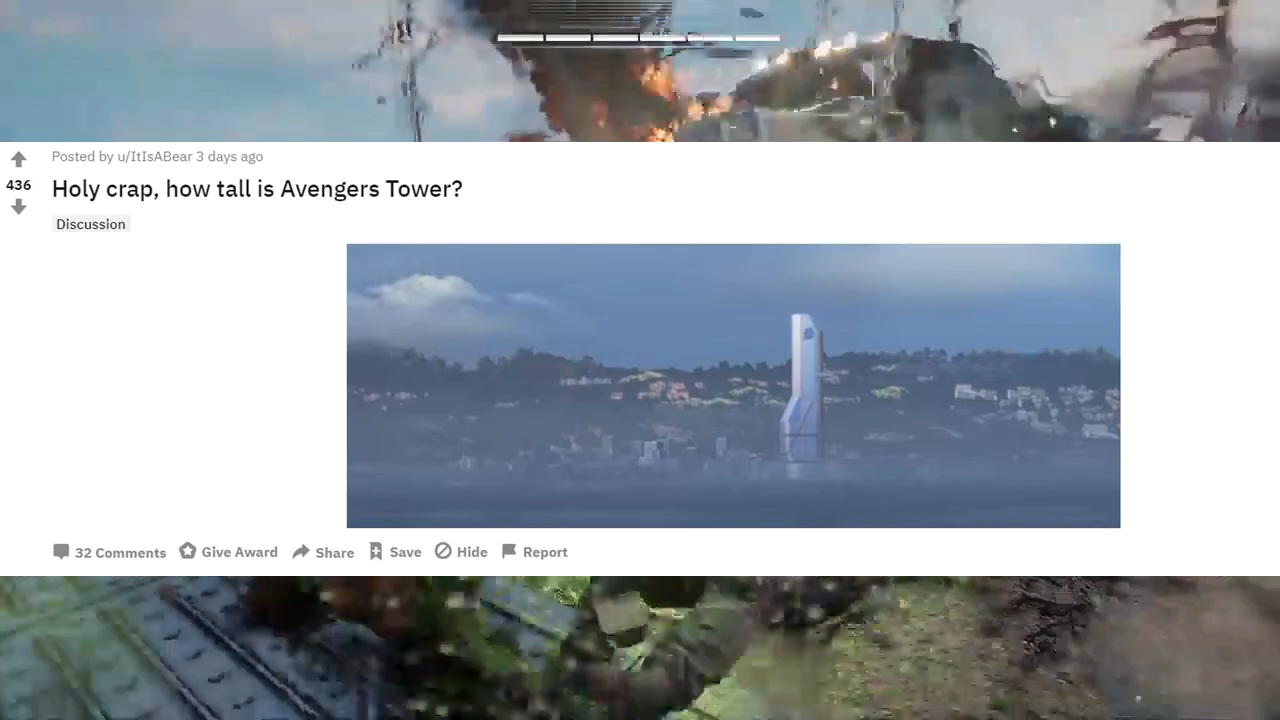 Posted by u/ItIsABear 3 days ago
436
Holy crap, how tall is Avengers Tower?
Discussion
32 Comments Give Award Share Save Hide Report